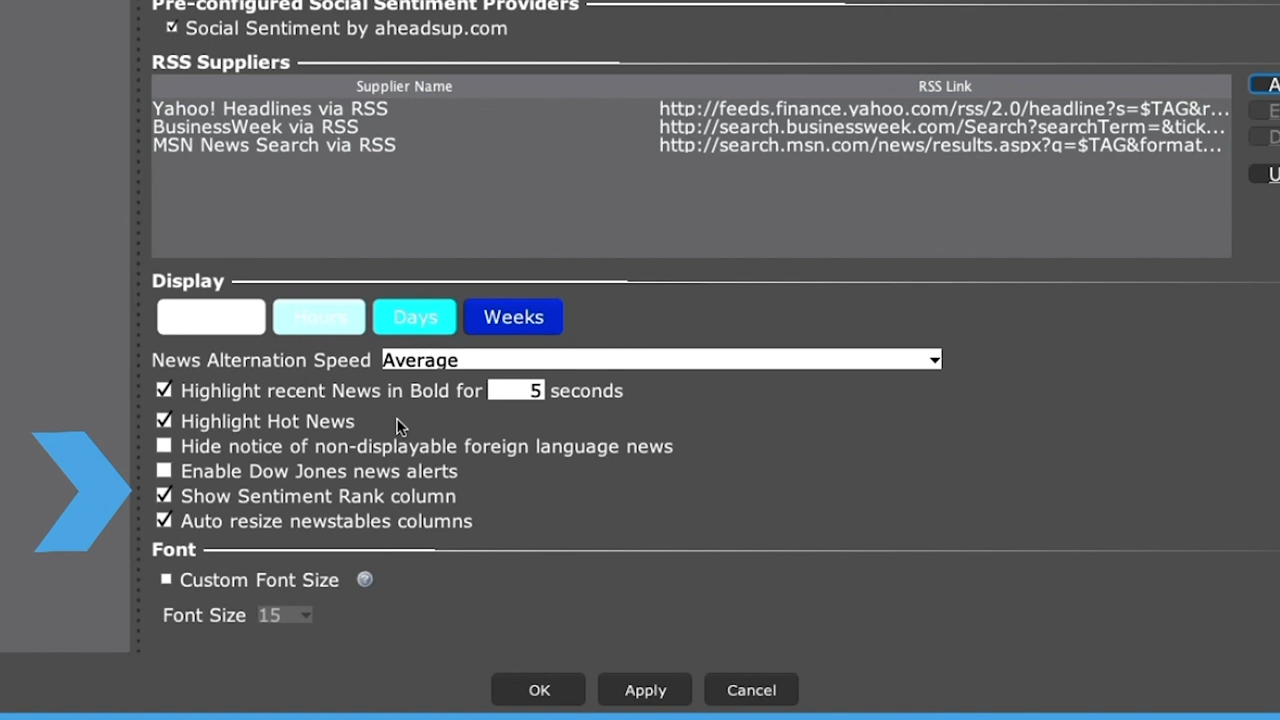 Pre-configured Social Sentiment Providers
Social Sentiment by aheadsup.com
RSS Suppliers
Supplier Name RSS Link
Yahoo! Headlines via RSS http://feeds.finance.yahoo.com/rss/2.0/headline?s=$TAG&r...
BusinessWeek via RSS http://search.businessweek.com/Search?searchTerm=&tick...
MSN News Search via RSS http://search.msn.com/news/results.aspx?q=$TAG&format...
Display
Hours Days Weeks
News Alternation Speed Average
Highlight recent News in Bold for 5 seconds
Highlight Hot News
Hide notice of non-displayable foreign language news
Enable Dow Jones news alerts
Show Sentiment Rank column
Auto resize newstables columns
Font
Custom Font Size ?
Font Size 15
OK Apply Cancel